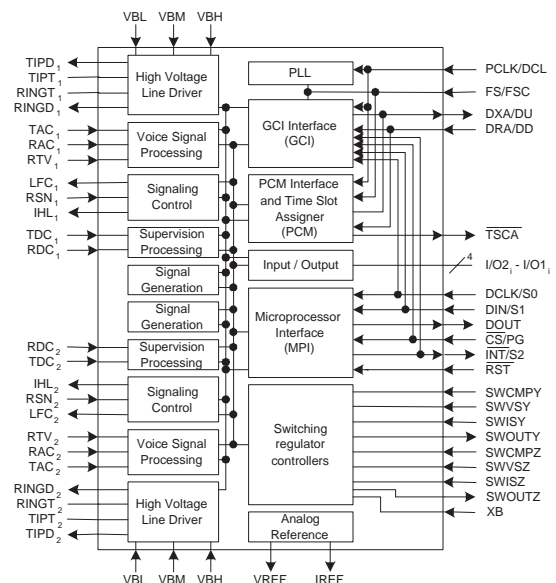 VBL VBM VBH
TIPD1
TIPT1
RINGT1
RINGD1
High Voltage
Line Driver
TAC1
RAC1
RTV1
Voice Signal
Processing
LFC1
RSN1
IHL1
Signaling
Control
TDC1
RDC1
Supervision
Processing
Signal
Generation
Signal
Generation
RDC2
TDC2
Supervision
Processing
IHL2
RSN2
LFC2
Signaling
Control
RTV2
RAC2
TAC2
Voice Signal
Processing
RINGD2
RINGT2
TIPT2
TIPD2
High Voltage
Line Driver
VBL VBM VBH
PLL
GCI Interface
(GCI)
PCM Interface
and Time Slot
Assigner
(PCM)
Input / Output
Microprocessor
Interface
(MPI)
Switching
regulator
controllers
Analog
Reference
VREF IREF
PCLK/DCL
FS/FSC
DXA/DU
DRA/DD
TSCA
4
I/O2i - I/O1i
DCLK/S0
DIN/S1
DOUT
CS/PG
INT/S2
RST
SWCMPY
SWVSY
SWISY
SWOUTY
SWCMPZ
SWVSZ
SWISZ
SWOUTZ
XB